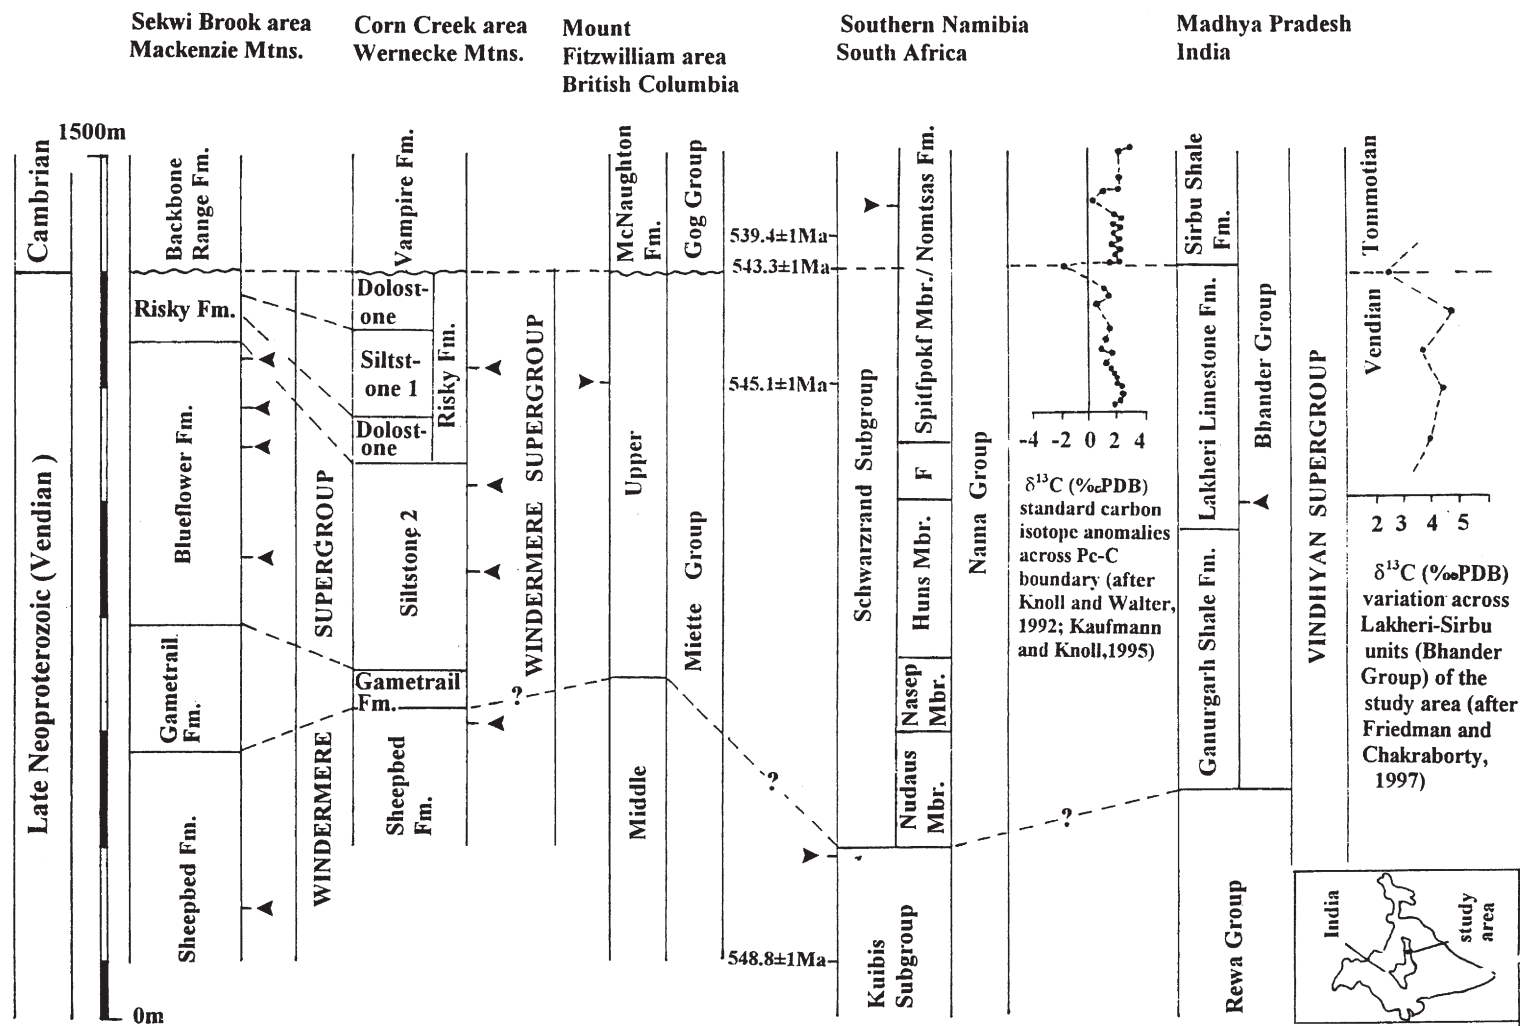 Sekwi Brook area
Mackenzie Mtns.
Corn Creek area
Wernecke Mtns.
Mount
Fitzwilliam area
British Columbia
Southern Namibia
South Africa
Madhya Pradesh
India
1500m
0m
Cambrian
Late Neoproterozoic (Vendian )
Backbone
Range Fm.
Risky Fm.
Blueflower Fm.
Gametrail
Fm.
Sheepbed Fm.
WINDERMERE SUPERGROUP
Vampire Fm.
Dolost-
one
Siltst-
one 1
Dolost-
one
Risky Fm.
Siltstone 2
Gametrail
Fm.
Sheepbed
Fm.
WINDERMERE SUPERGROUP
?
McNaughton
Fm.
Upper
Middle
Gog Group
Miette Group
?
539.4±1Ma
543.3±1Ma
545.1±1Ma
548.8±1Ma
Schwarzrand Subgroup
Kuibis
Subgroup
Spitfpokf Mbr./ Nomtsas Fm.
F
Huns Mbr.
Nasep
Mbr.
Nudaus
Mbr.
Nama Group
?
-4 -2 0 2 4
δ¹³C (‰PDB)
standard carbon
isotope anomalies
across Pc-C
boundary (after
Knoll and Walter,
1992; Kaufmann
and Knoll,1995)
Sirbu Shale
Fm.
Lakheri Limestone Fm.
Ganurgarh Shale Fm.
Rewa Group
Bhander Group
VINDHYAN SUPERGROUP
Tommotian
Vendian
2 3 4 5
δ¹³C (‰PDB)
variation across
Lakheri-Sirbu
units (Bhander
Group) of the
study area (after
Friedman and
Chakraborty,
1997)
India
study
area